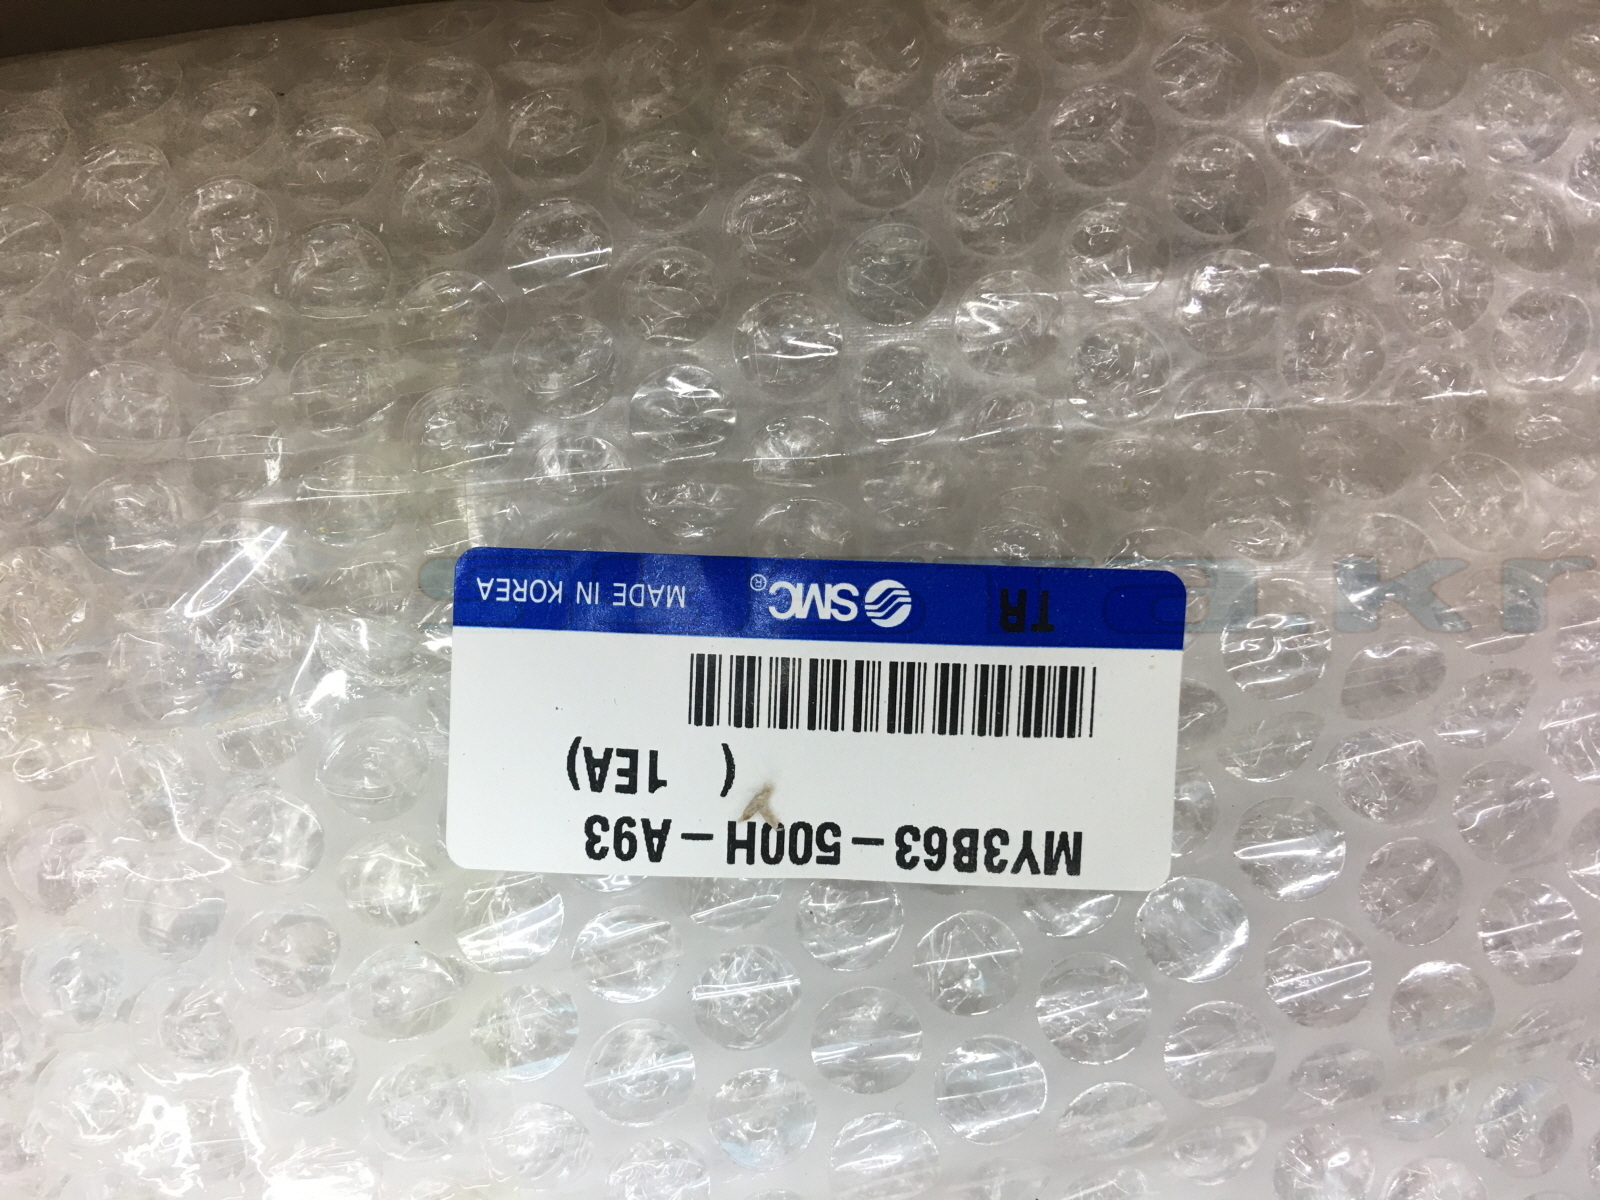 MY3B63-500H-A93
( 1EA)
TR SMC® MADE IN KOREA